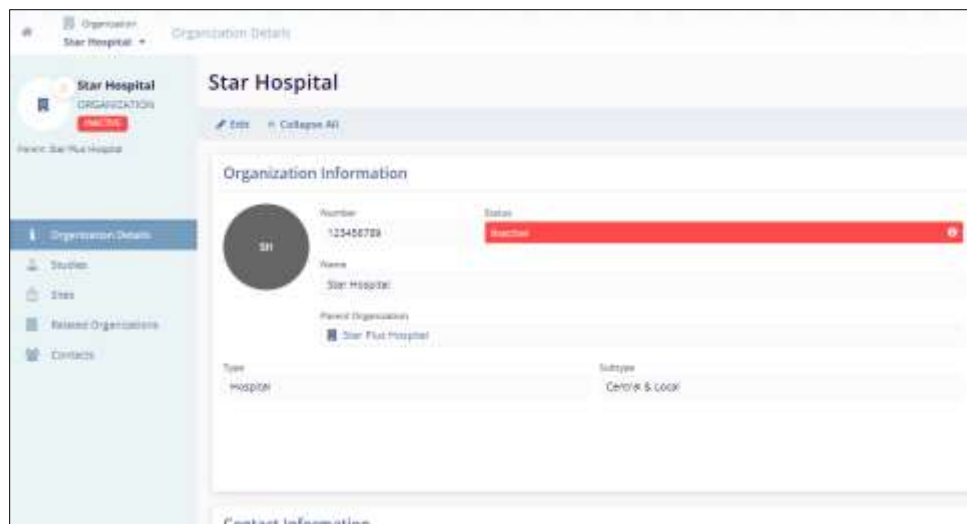 Organization
Star Hospital
Organization Details
Star Hospital
ORGANIZATION
INACTIVE
Parent: Star Plus Hospital
Organization Details
Studies
Sites
Related Organizations
Contacts
Star Hospital
Edit
Collapse All
Organization Information
SH
Number
123456789
Status
Inactive
Name
Star Hospital
Parent Organization
Star Plus Hospital
Type
Hospital
Subtype
Central & Local
Contact Information